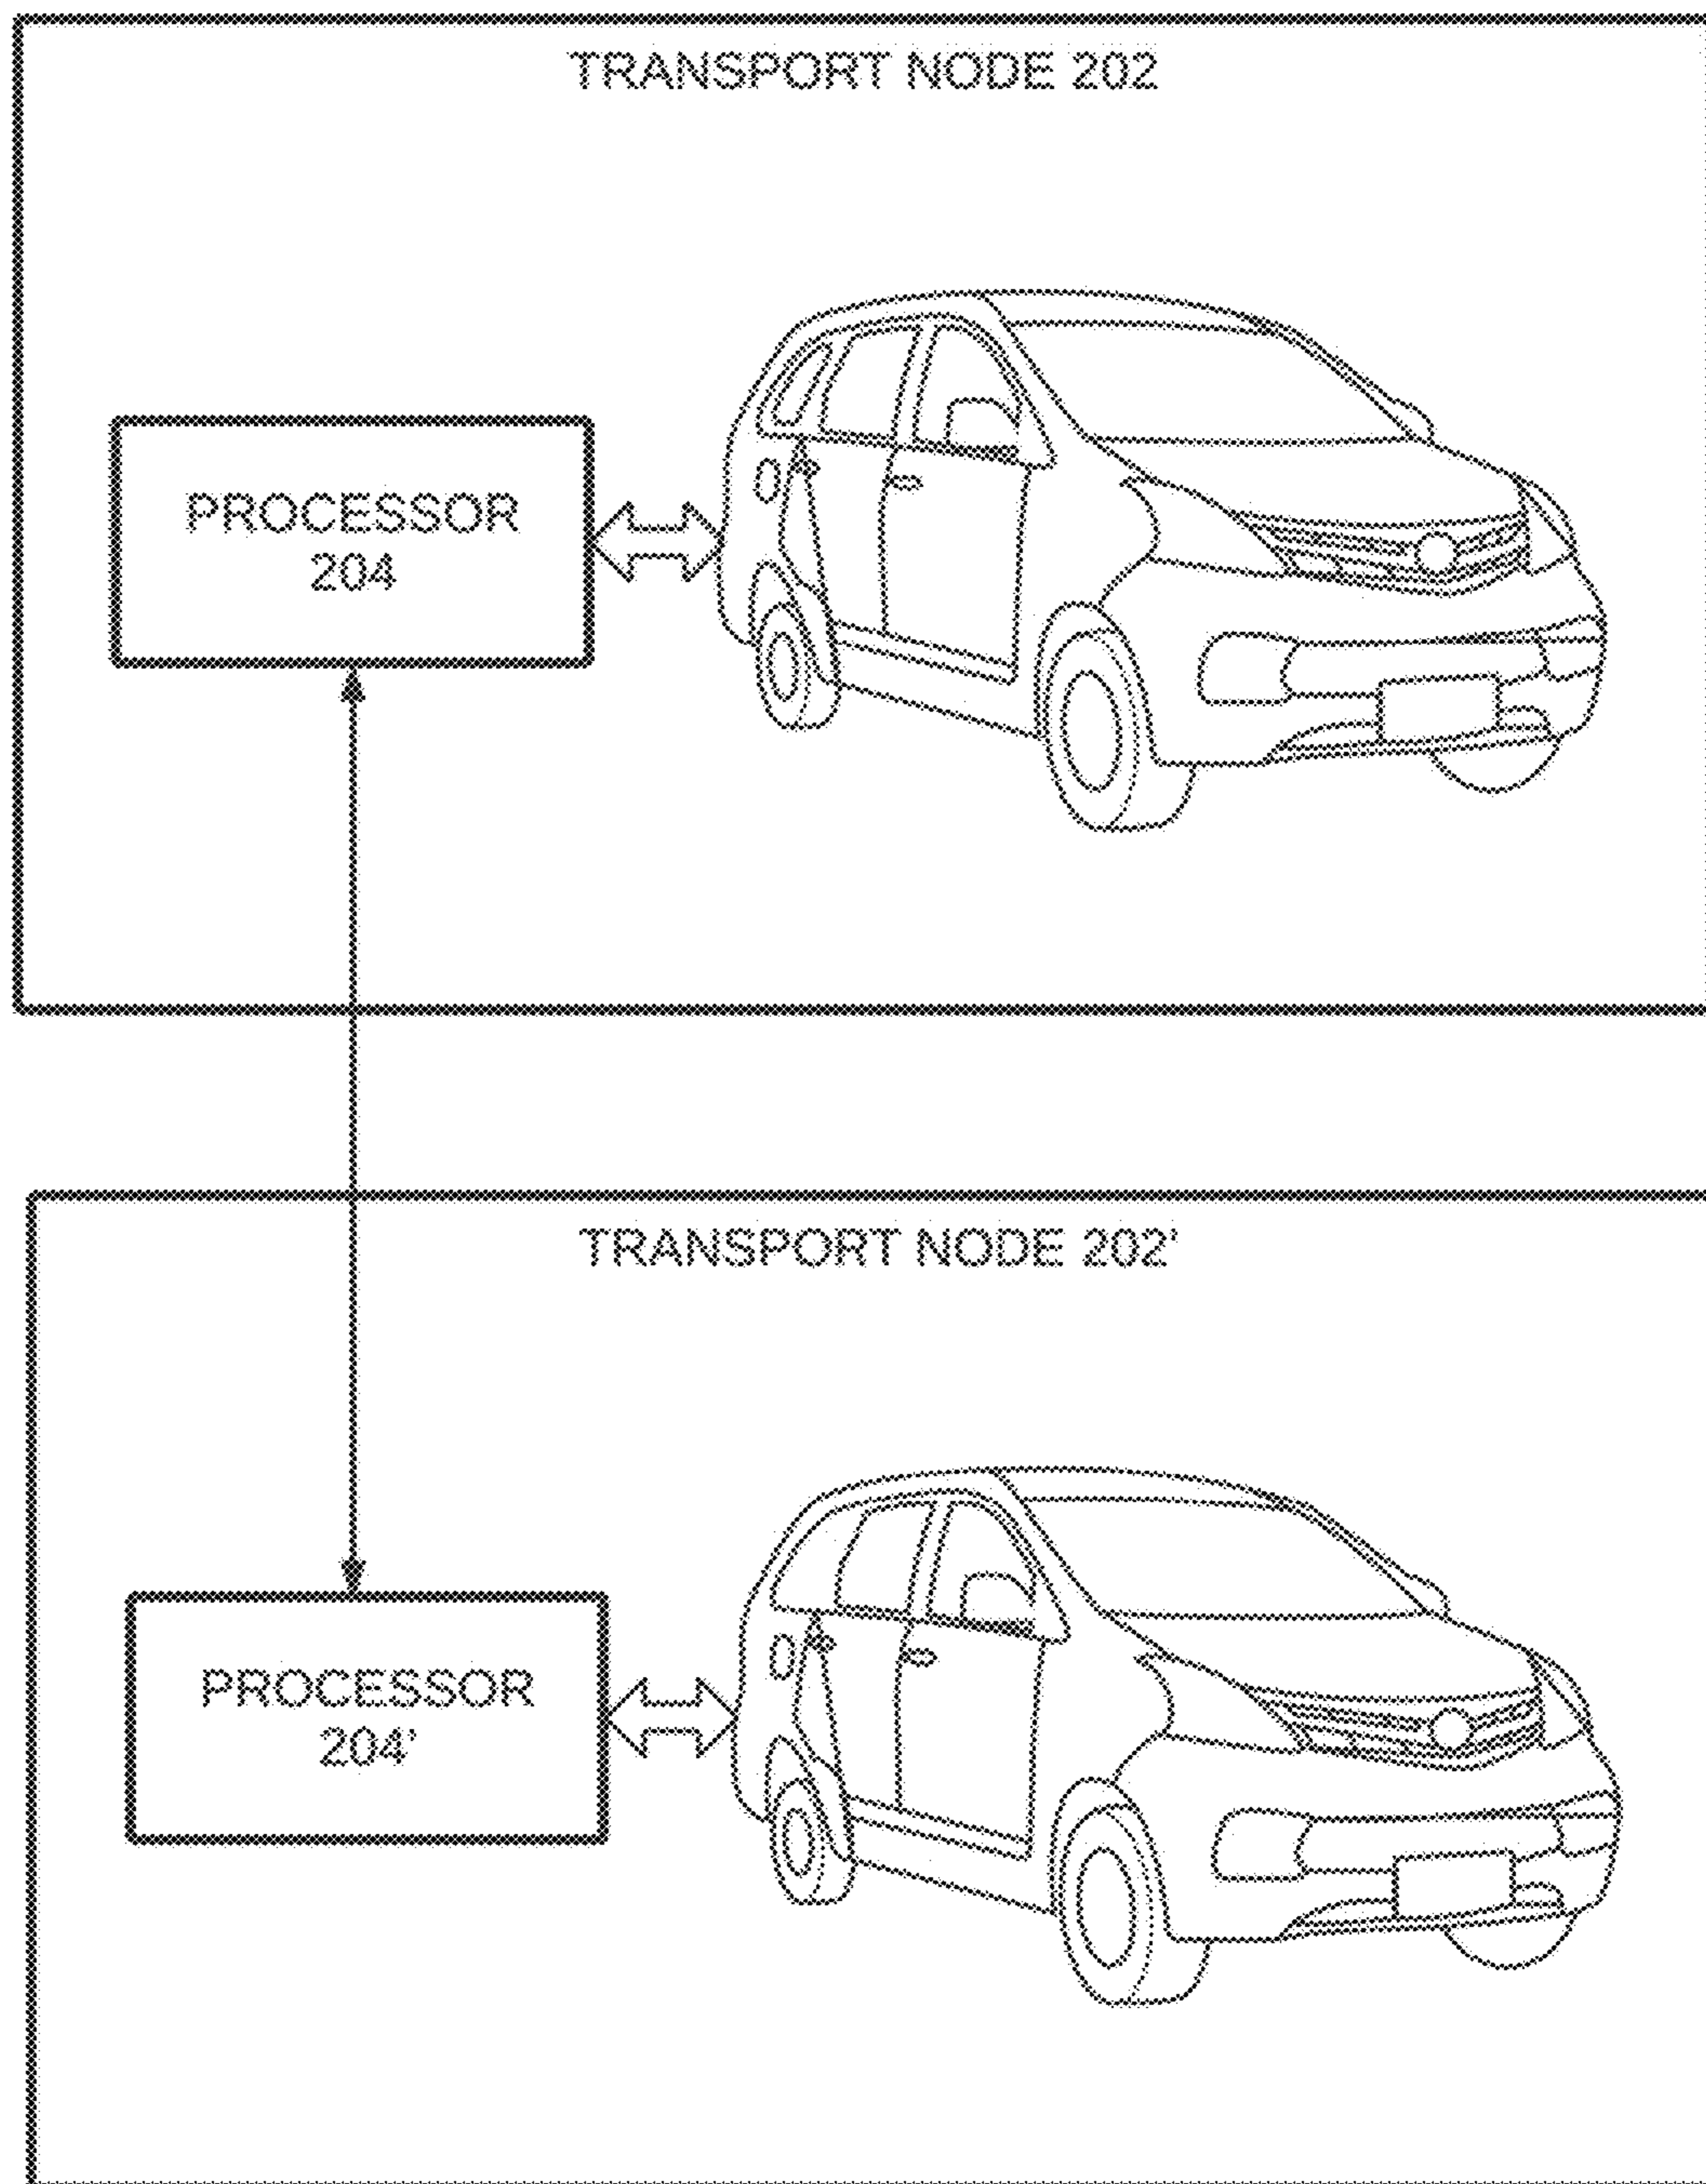 TRANSPORT NODE 202
PROCESSOR
204
TRANSPORT NODE 202'
PROCESSOR
204'